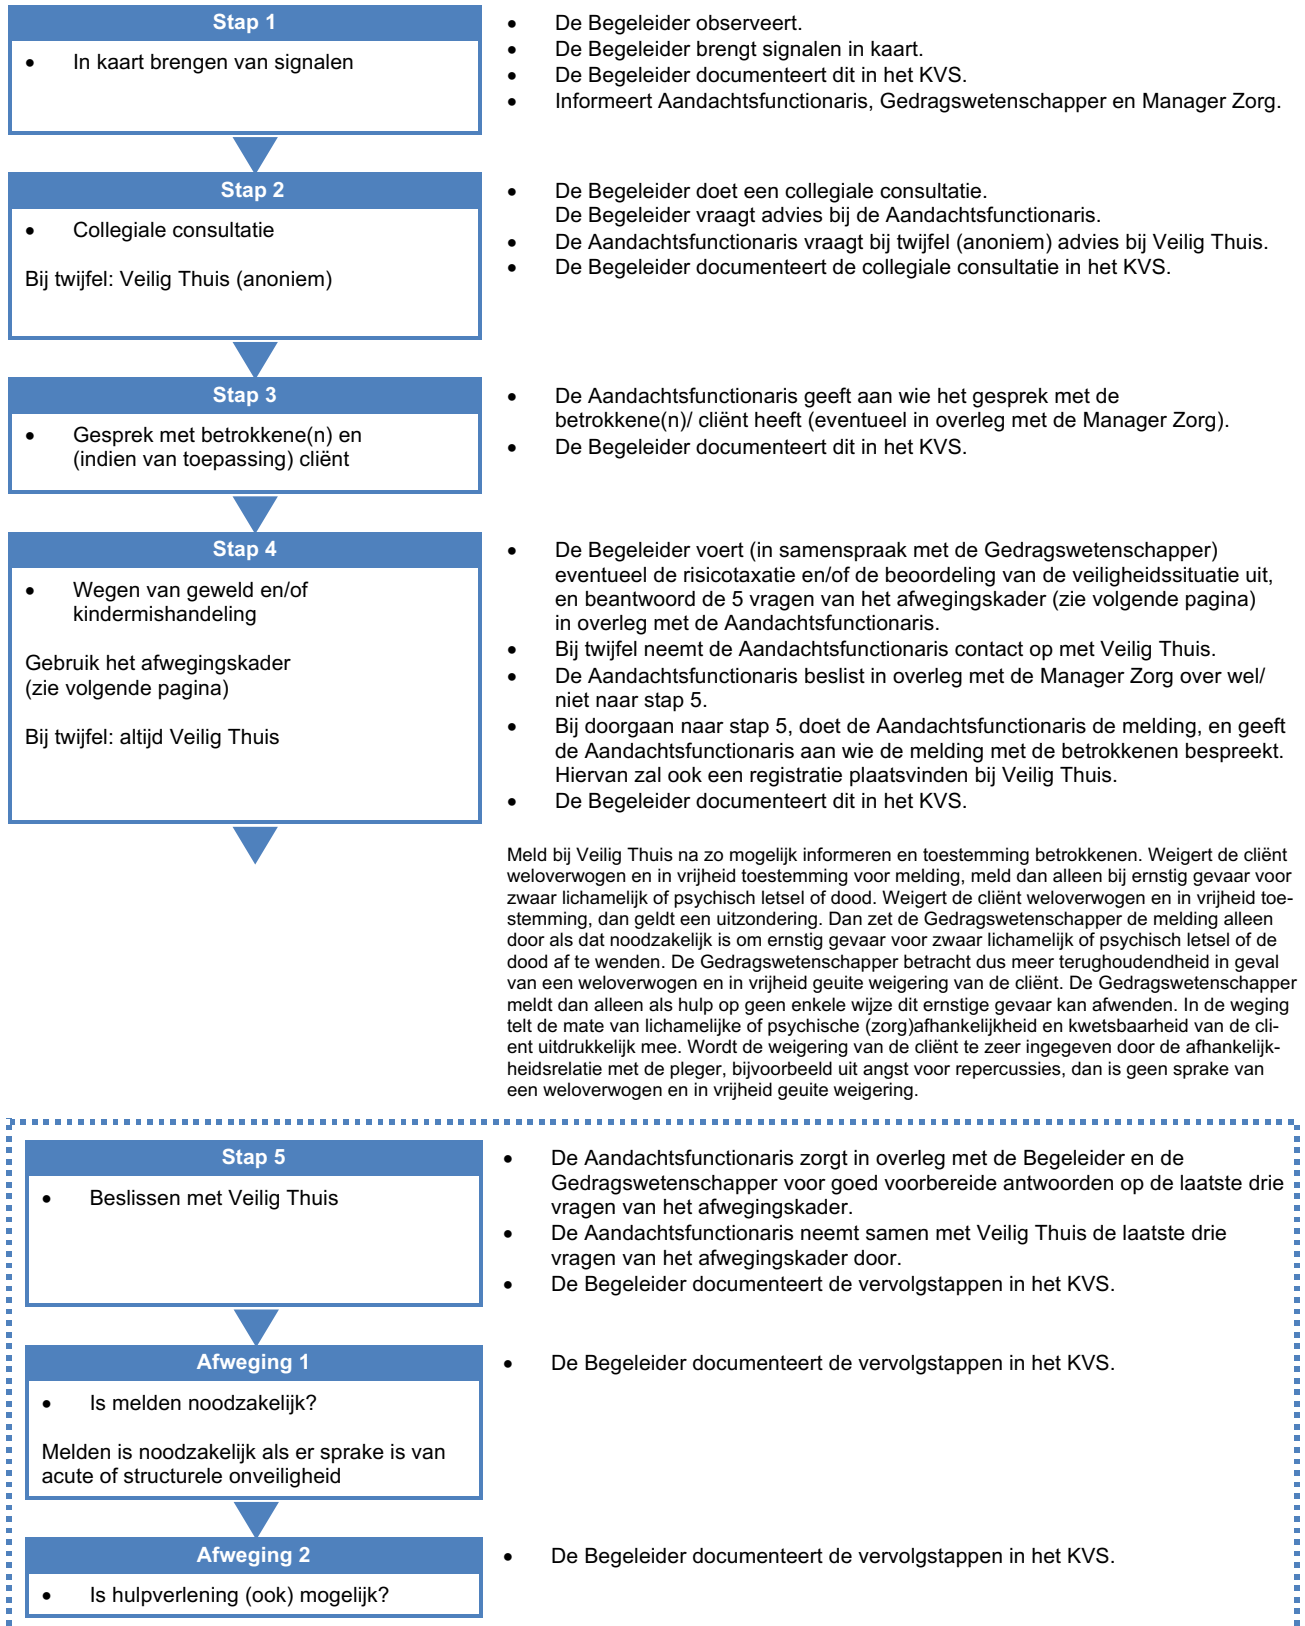 Stap 1
• In kaart brengen van signalen
• De Begeleider observeert.
• De Begeleider brengt signalen in kaart.
• De Begeleider documenteert dit in het KVS.
• Informeert Aandachtsfunctionaris, Gedragswetenschapper en Manager Zorg.
Stap 2
• Collegiale consultatie
Bij twijfel: Veilig Thuis (anoniem)
• De Begeleider doet een collegiale consultatie.
De Begeleider vraagt advies bij de Aandachtsfunctionaris.
• De Aandachtsfunctionaris vraagt bij twijfel (anoniem) advies bij Veilig Thuis.
• De Begeleider documenteert de collegiale consultatie in het KVS.
Stap 3
• Gesprek met betrokkene(n) en
(indien van toepassing) cliënt
• De Aandachtsfunctionaris geeft aan wie het gesprek met de
betrokkene(n)/ cliënt heeft (eventueel in overleg met de Manager Zorg).
• De Begeleider documenteert dit in het KVS.
Stap 4
• Wegen van geweld en/of
kindermishandeling
Gebruik het afwegingskader
(zie volgende pagina)
Bij twijfel: altijd Veilig Thuis
• De Begeleider voert (in samenspraak met de Gedragswetenschapper)
eventueel de risicotaxatie en/of de beoordeling van de veiligheidssituatie uit,
en beantwoord de 5 vragen van het afwegingskader (zie volgende pagina)
in overleg met de Aandachtsfunctionaris.
• Bij twijfel neemt de Aandachtsfunctionaris contact op met Veilig Thuis.
• De Aandachtsfunctionaris beslist in overleg met de Manager Zorg over wel/
niet naar stap 5.
• Bij doorgaan naar stap 5, doet de Aandachtsfunctionaris de melding, en geeft
de Aandachtsfunctionaris aan wie de melding met de betrokkenen bespreekt.
Hiervan zal ook een registratie plaatsvinden bij Veilig Thuis.
• De Begeleider documenteert dit in het KVS.
Meld bij Veilig Thuis na zo mogelijk informeren en toestemming betrokkenen. Weigert de cliënt
weloverwogen en in vrijheid toestemming voor melding, meld dan alleen bij ernstig gevaar voor
zwaar lichamelijk of psychisch letsel of dood. Weigert de cliënt weloverwogen en in vrijheid toe-
stemming, dan geldt een uitzondering. Dan zet de Gedragswetenschapper de melding alleen
door als dat noodzakelijk is om ernstig gevaar voor zwaar lichamelijk of psychisch letsel of de
dood af te wenden. De Gedragswetenschapper betracht dus meer terughoudendheid in geval
van een weloverwogen en in vrijheid geuite weigering van de cliënt. De Gedragswetenschapper
meldt dan alleen als hulp op geen enkele wijze dit ernstige gevaar kan afwenden. In de weging
telt de mate van lichamelijke of psychische (zorg)afhankelijkheid en kwetsbaarheid van de cli-
ent uitdrukkelijk mee. Wordt de weigering van de cliënt te zeer ingegeven door de afhankelijk-
heidsrelatie met de pleger, bijvoorbeeld uit angst voor repercussies, dan is geen sprake van
een weloverwogen en in vrijheid geuite weigering.
Stap 5
• Beslissen met Veilig Thuis
• De Aandachtsfunctionaris zorgt in overleg met de Begeleider en de
Gedragswetenschapper voor goed voorbereide antwoorden op de laatste drie
vragen van het afwegingskader.
• De Aandachtsfunctionaris neemt samen met Veilig Thuis de laatste drie
vragen van het afwegingskader door.
• De Begeleider documenteert de vervolgstappen in het KVS.
Afweging 1
• Is melden noodzakelijk?
Melden is noodzakelijk als er sprake is van
acute of structurele onveiligheid
• De Begeleider documenteert de vervolgstappen in het KVS.
Afweging 2
• Is hulpverlening (ook) mogelijk?
• De Begeleider documenteert de vervolgstappen in het KVS.